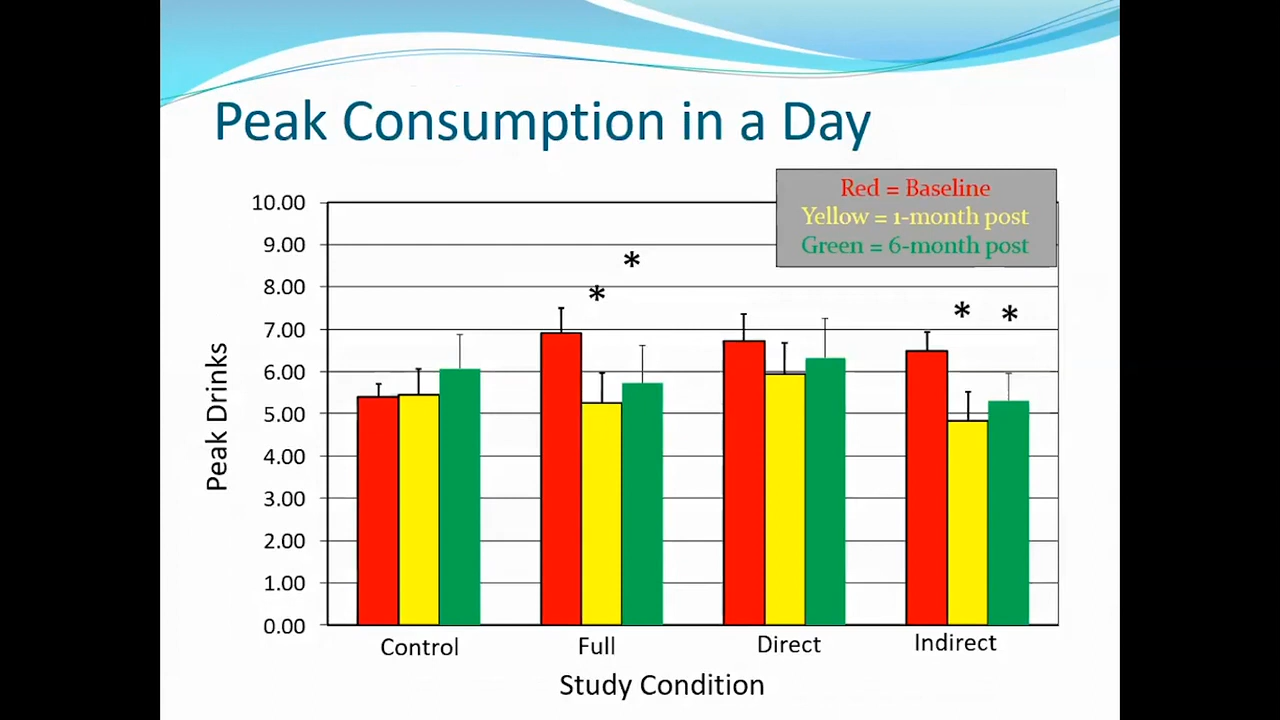 Peak Consumption in a Day
Red = Baseline
Yellow = 1-month post
Green = 6-month post
10.00
9.00
8.00
7.00
6.00
5.00
4.00
3.00
2.00
1.00
0.00
Peak Drinks
*
*
*
*
Control Full Direct Indirect
Study Condition